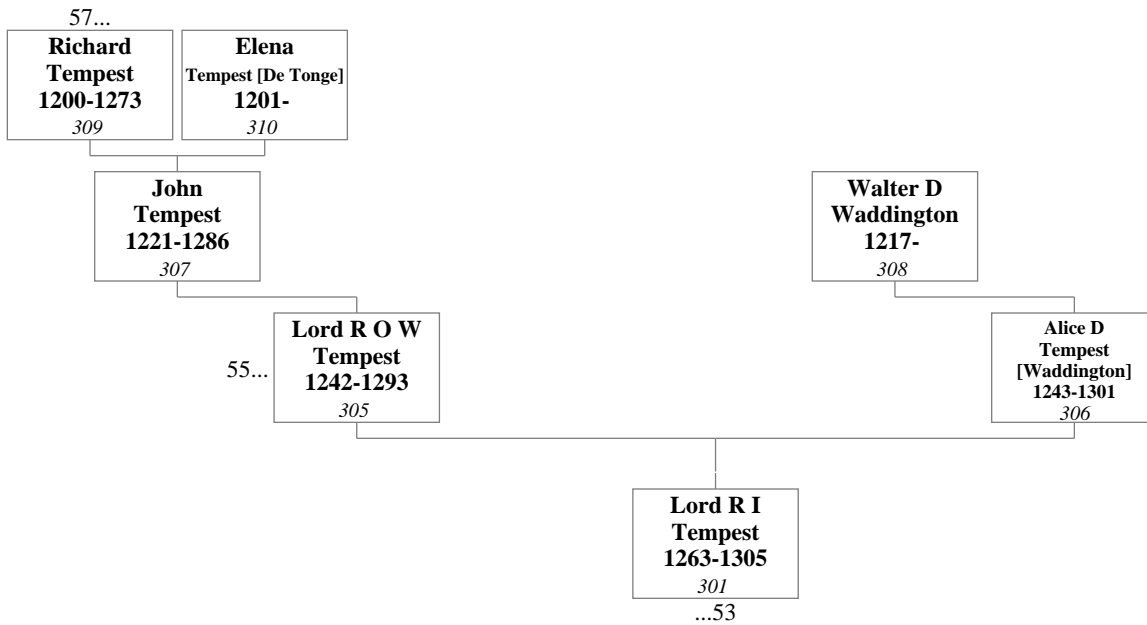 57...
Richard
Tempest
1200-1273
309
Elena
Tempest [De Tonge]
1201-
310
John
Tempest
1221-1286
307
Walter D
Waddington
1217-
308
55...
Lord R O W
Tempest
1242-1293
305
Alice D
Tempest
[Waddington]
1243-1301
306
Lord R I
Tempest
1263-1305
301
...53